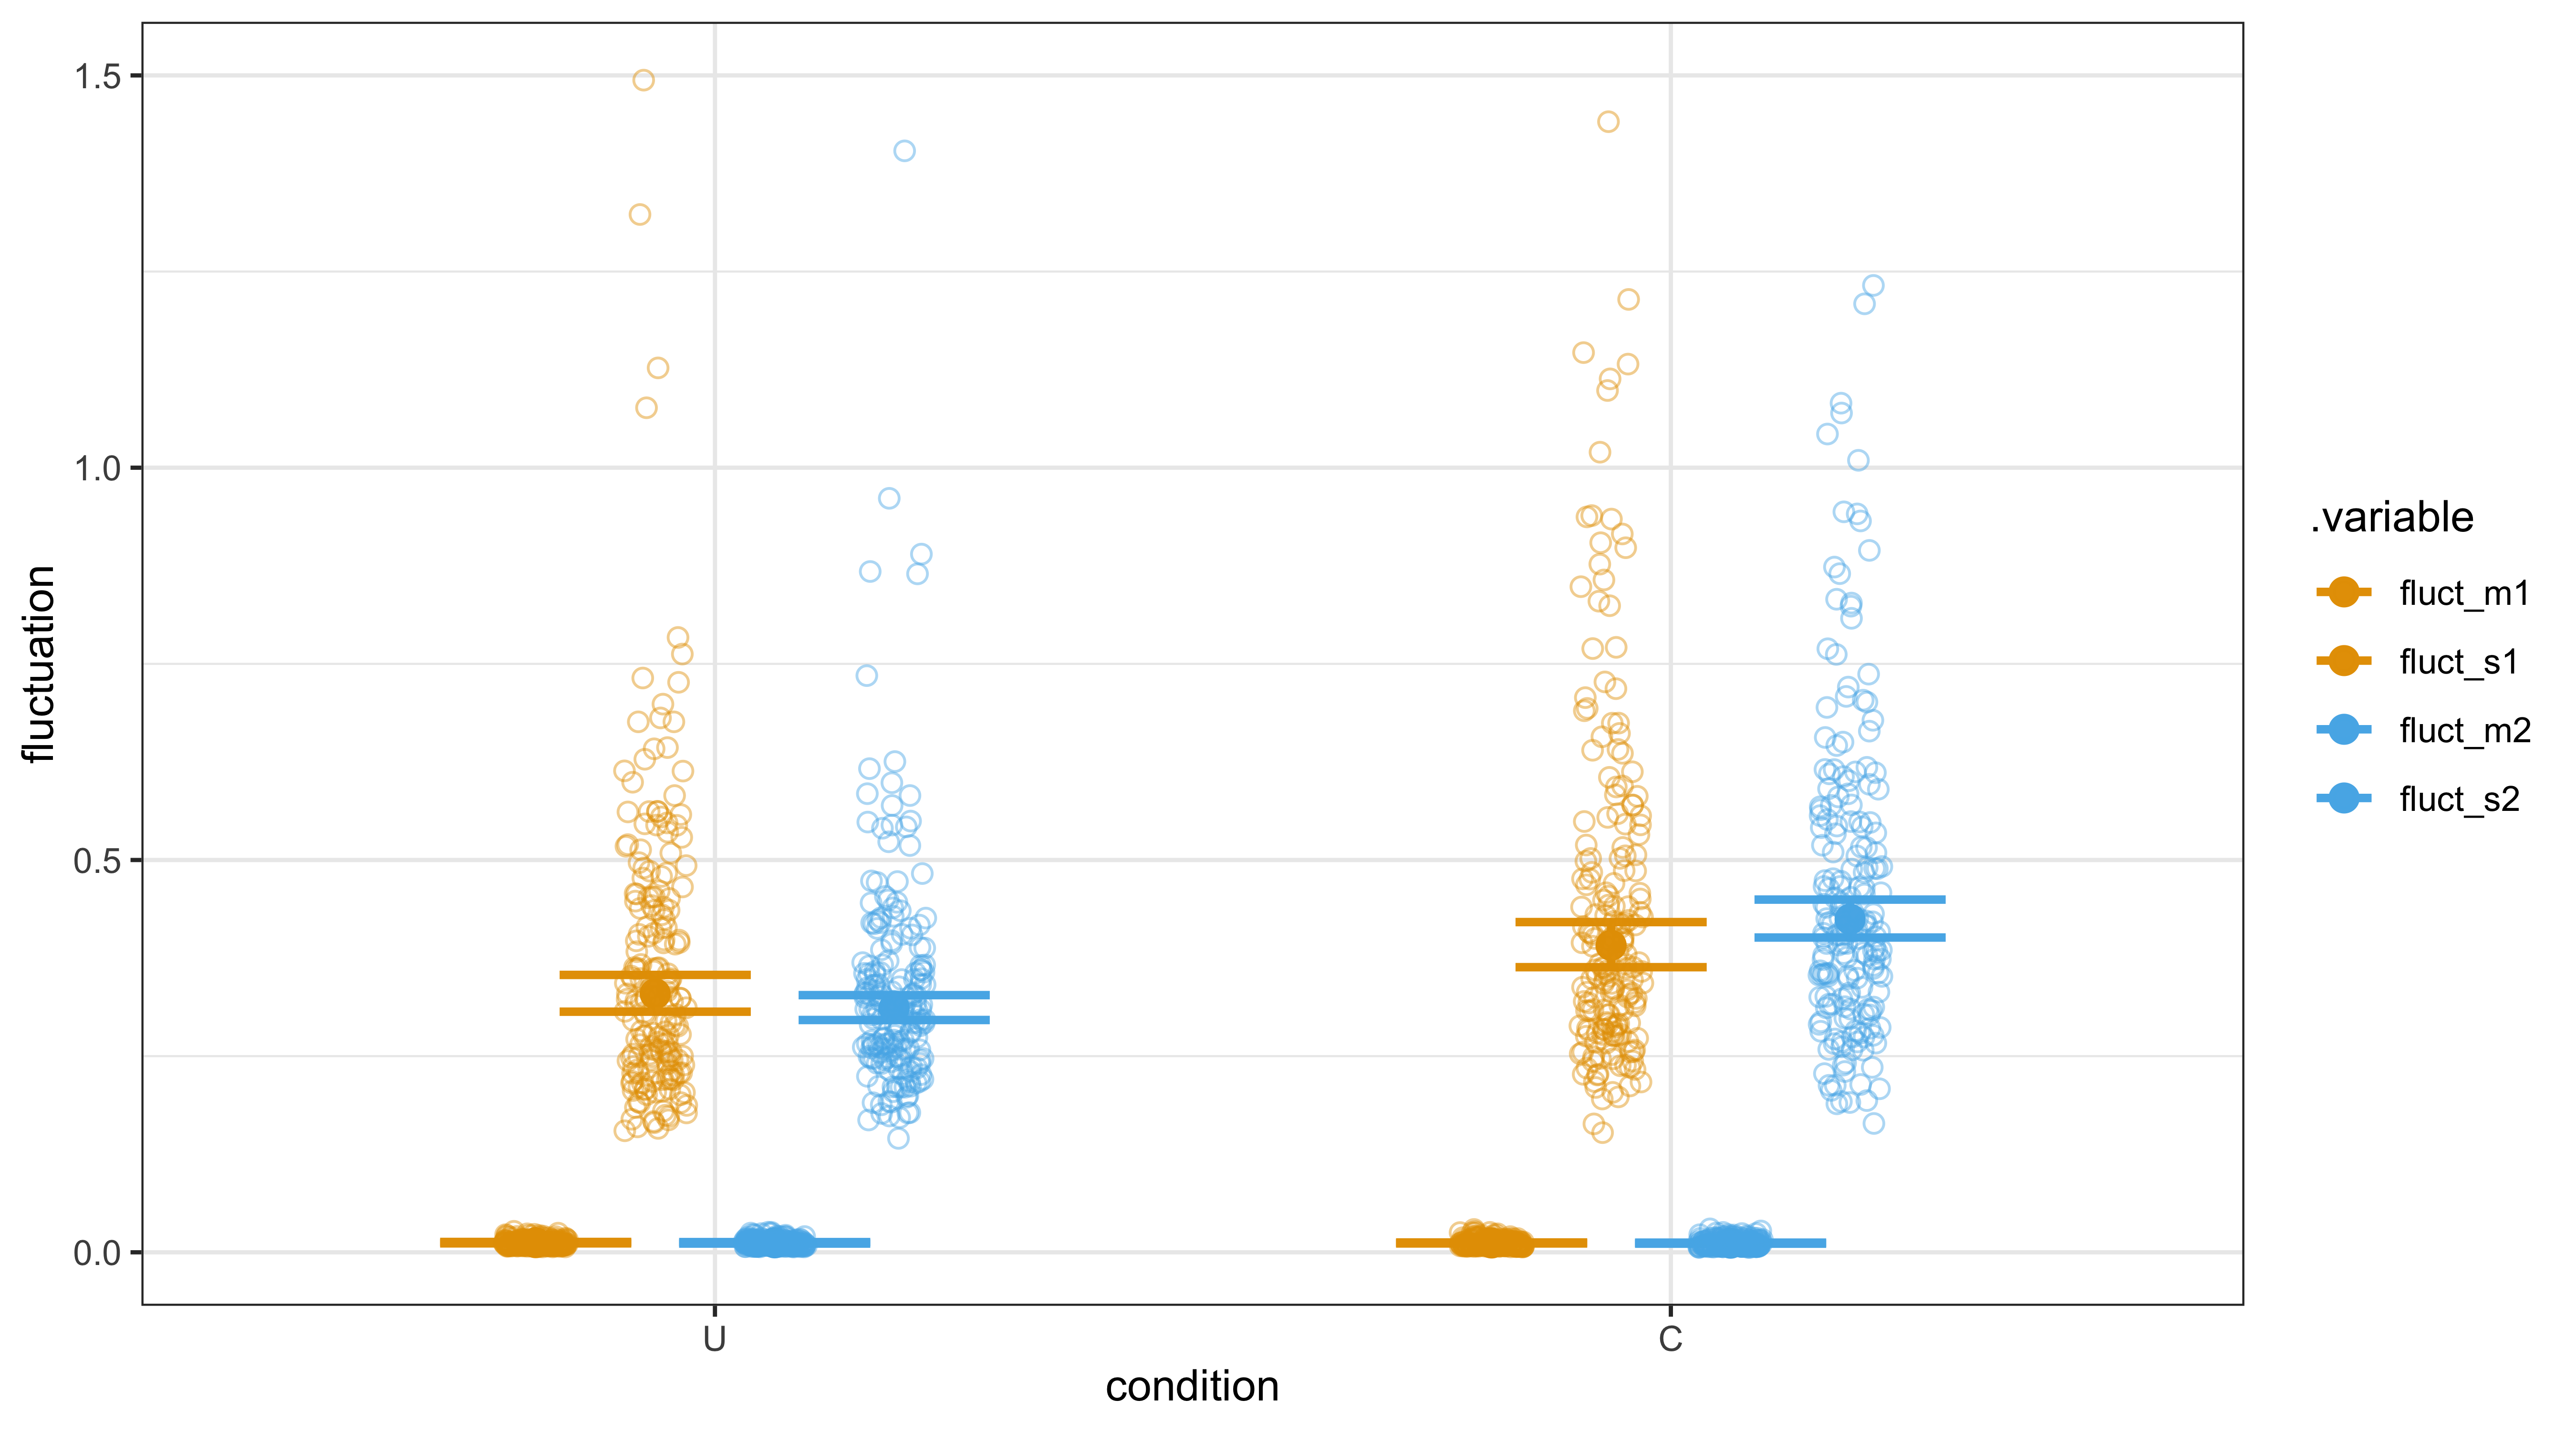 1.5
1.0
0.5
0.0
fluctuation
U
C
condition
.variable
fluct_m1
fluct_s1
fluct_m2
fluct_s2